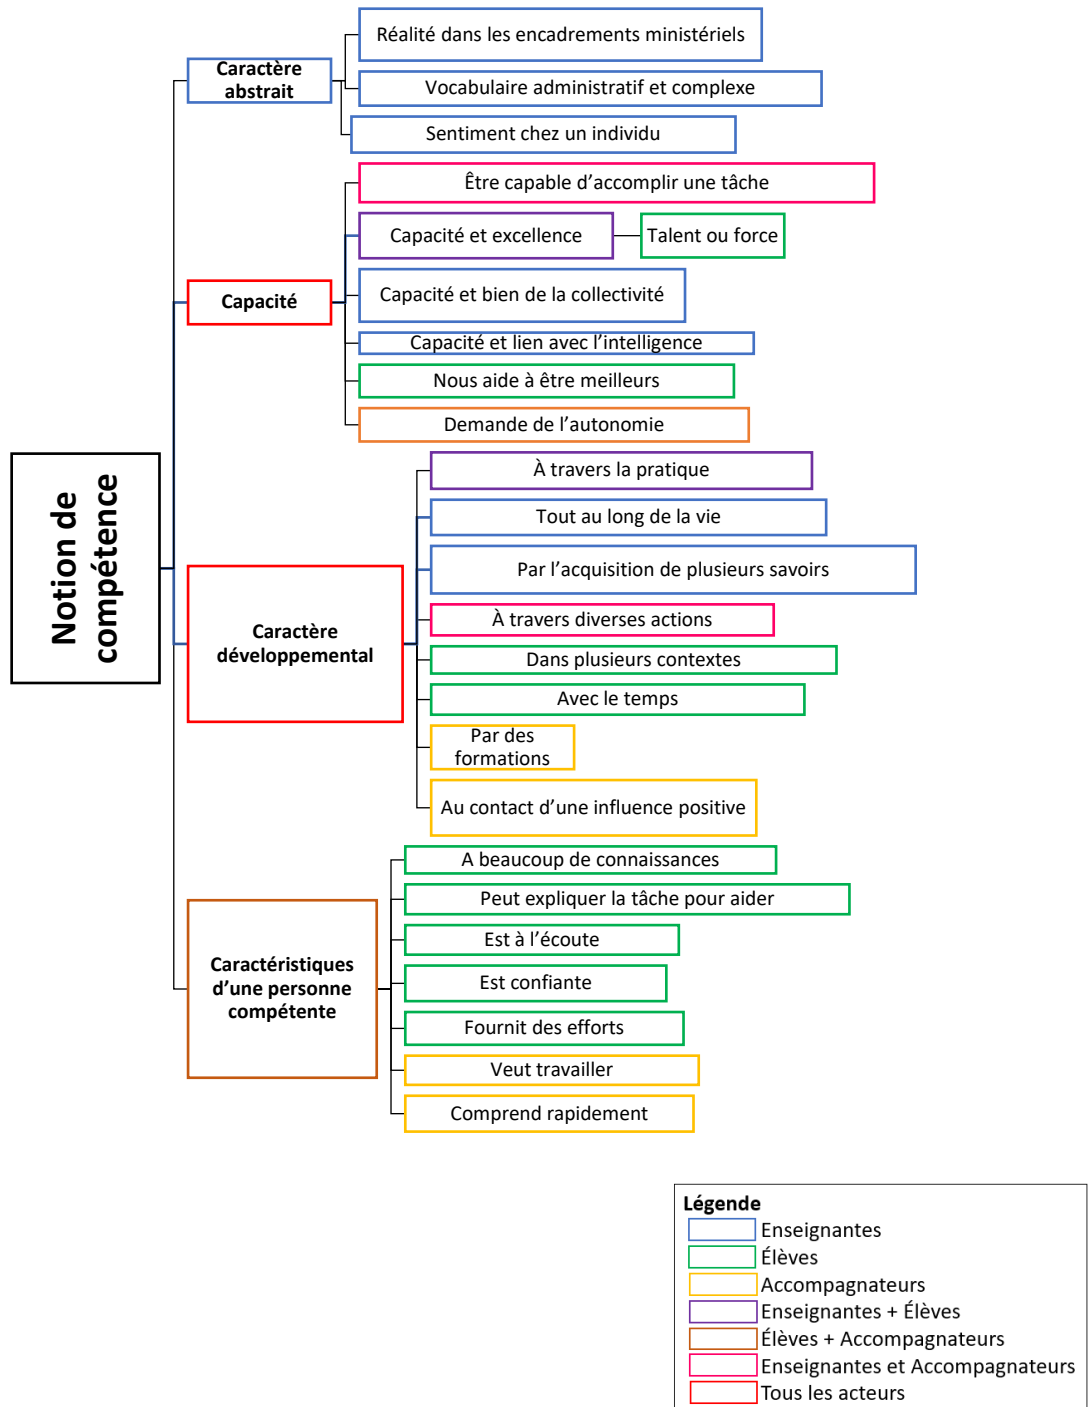 Notion de
compétence
Caractère
abstrait
Réalité dans les encadrements ministériels
Vocabulaire administratif et complexe
Sentiment chez un individu
Capacité
Être capable d'accomplir une tâche
Capacité et excellence
Talent ou force
Capacité et bien de la collectivité
Capacité et lien avec l'intelligence
Nous aide à être meilleurs
Demande de l'autonomie
Caractère
développemental
À travers la pratique
Tout au long de la vie
Par l'acquisition de plusieurs savoirs
À travers diverses actions
Dans plusieurs contextes
Avec le temps
Par des
formations
Au contact d'une influence positive
Caractéristiques
d'une personne
compétente
A beaucoup de connaissances
Peut expliquer la tâche pour aider
Est à l'écoute
Est confiante
Fournit des efforts
Veut travailler
Comprend rapidement
Légende
Enseignantes
Élèves
Accompagnateurs
Enseignantes + Élèves
Élèves + Accompagnateurs
Enseignantes et Accompagnateurs
Tous les acteurs